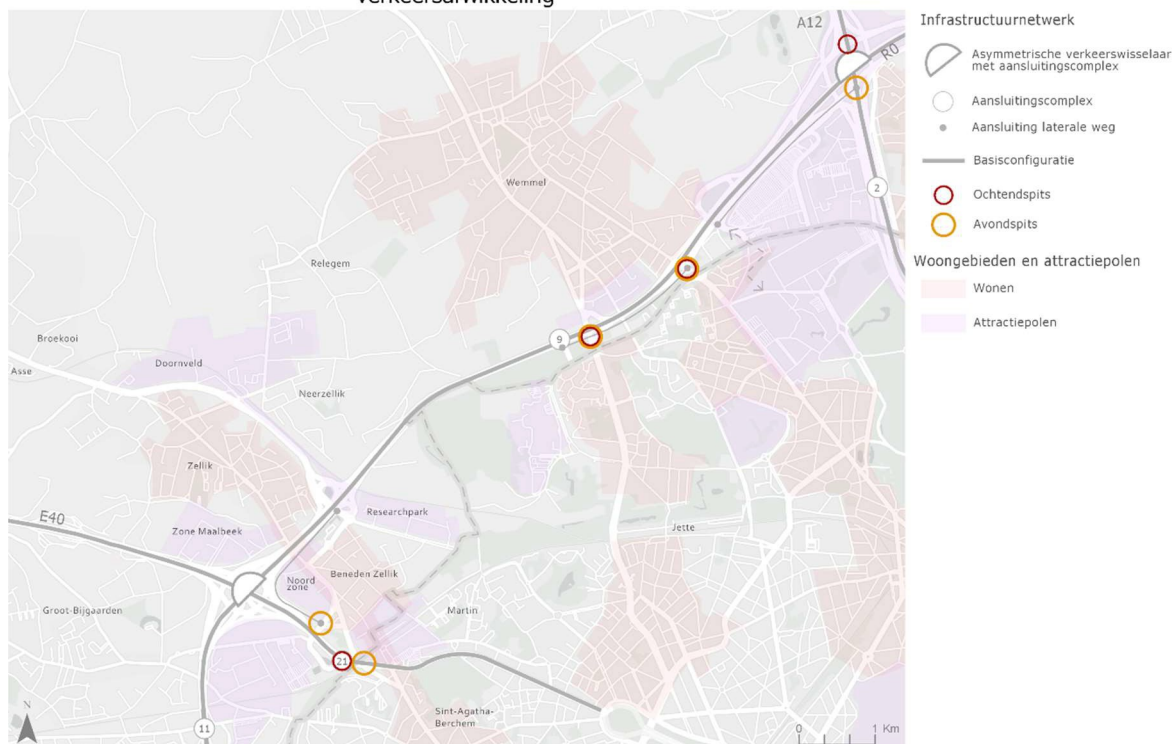 verkeersafwikkeling
A12
R0
Wemmel
2
Relegem
9
Broekooi
Asse
Doornveld
Neerzellik
Zellik
Researchpark
E40
Zone Maalbeek
Jette
Noord
zone
Beneden Zellik
Groot-Bijgaarden
Martin
21
Sint-Agatha-
Berchem
11
N
0 1 Km
Infrastructuurnetwerk
Asymmetrische verkeerswisselaar
met aansluitingscomplex
Aansluitingscomplex
Aansluiting laterale weg
Basisconfiguratie
Ochtendspits
Avondspits
Woongebieden en attractiepolen
Wonen
Attractiepolen